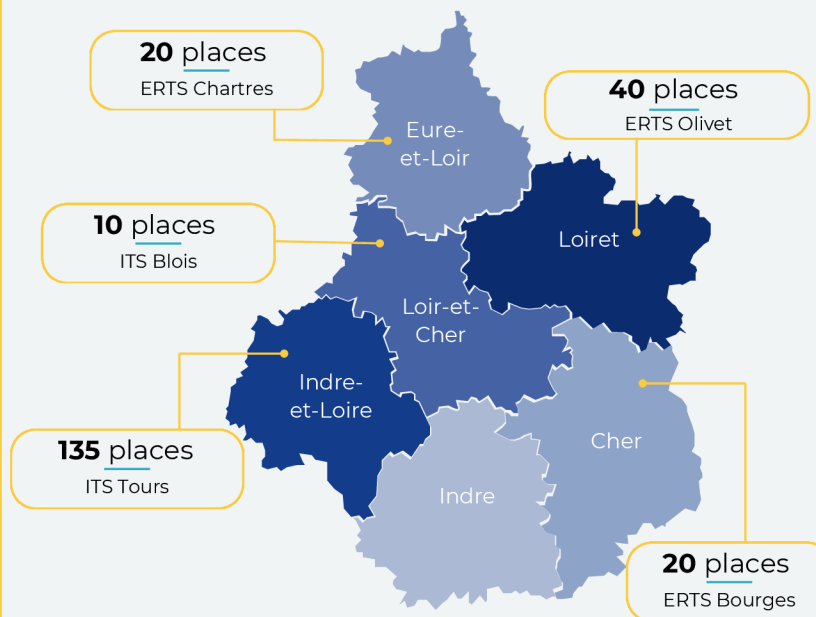 20 places
ERTS Chartres
40 places
ERTS Olivet
Eure-
et-Loir
10 places
ITS Blois
Loiret
Loir-et-
Cher
Indre-
et-Loire
135 places
ITS Tours
Cher
Indre
20 places
ERTS Bourges